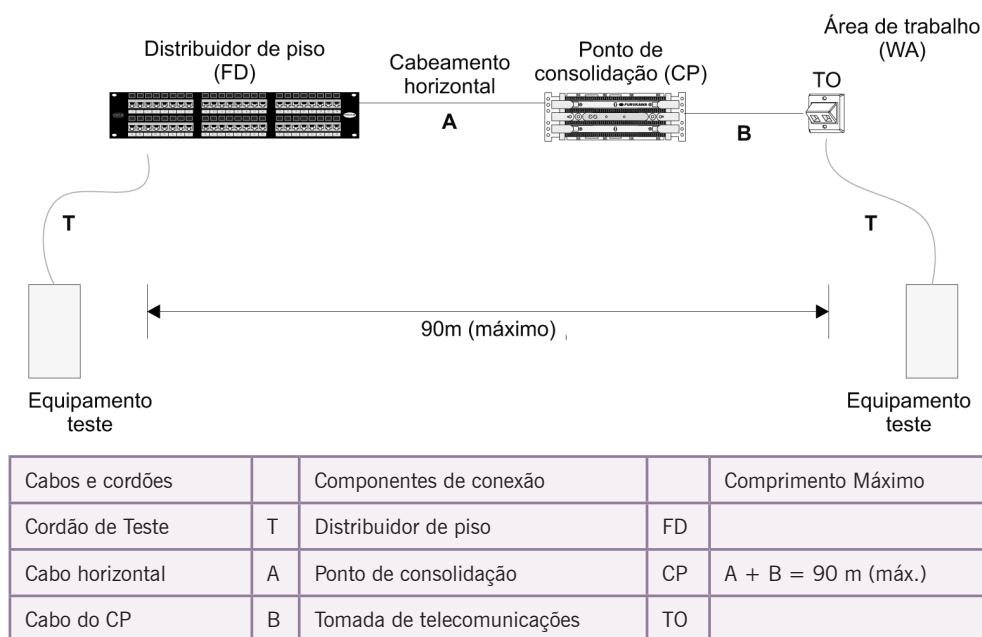 Distribuidor de piso
(FD)
Cabeamento
horizontal
A
Ponto de
consolidação (CP)
B
Área de trabalho
(WA)
TO
FURUKAWA
T
T
90m (máximo)
Equipamento
teste
Equipamento
teste
Cabos e cordões Componentes de conexão Comprimento Máximo
Cordão de Teste T Distribuidor de piso FD
Cabo horizontal A Ponto de consolidação CP A + B = 90 m (máx.)
Cabo do CP B Tomada de telecomunicações TO